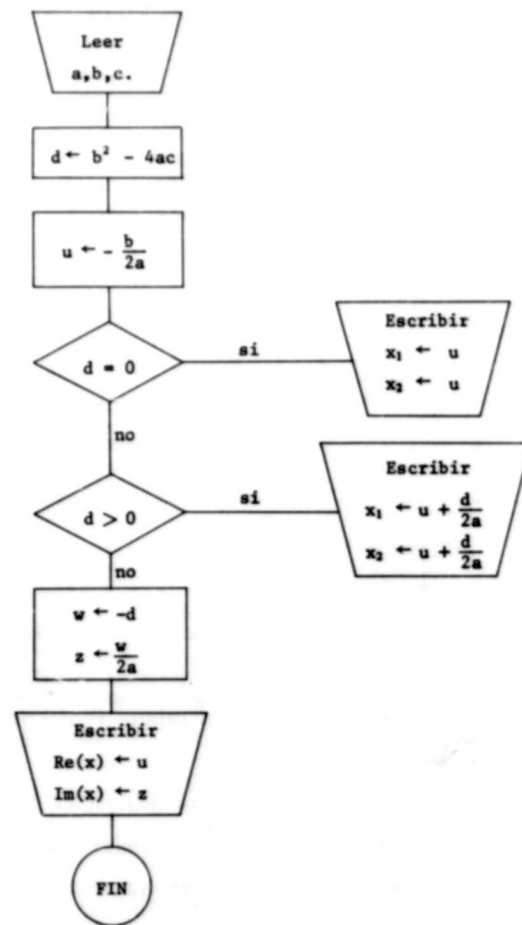 Leer
a,b,c.
d ← b² - 4ac
u ← - b/2a
d = 0
si
Escribir
x₁ ← u
x₂ ← u
no
d > 0
si
Escribir
x₁ ← u + d/2a
x₂ ← u + d/2a
no
w ← -d
z ← w/2a
Escribir
Re(x) ← u
Im(x) ← z
FIN